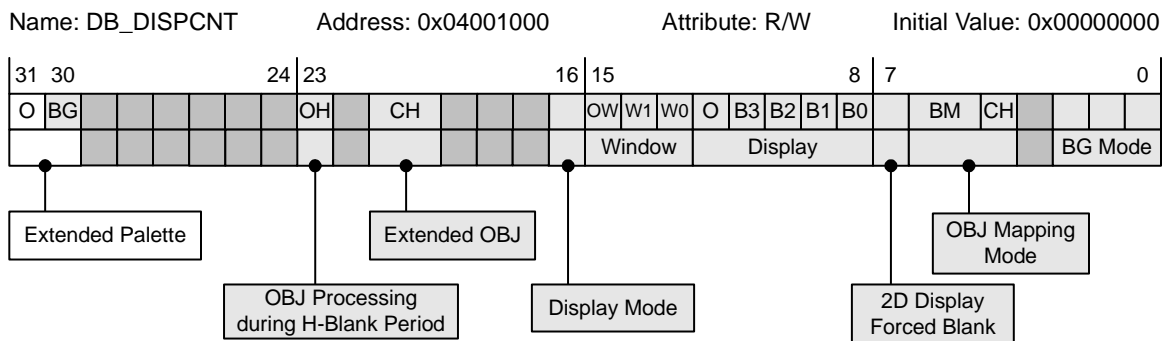 Name: DB_DISPCNT Address: 0x04001000 Attribute: R/W Initial Value: 0x00000000
31 30 24 23 16 15 8 7 0
O BG OH CH OW W1 W0 O B3 B2 B1 B0 BM CH
Window Display BG Mode
Extended Palette
Extended OBJ
OBJ Mapping
Mode
OBJ Processing
during H-Blank Period
Display Mode
2D Display
Forced Blank